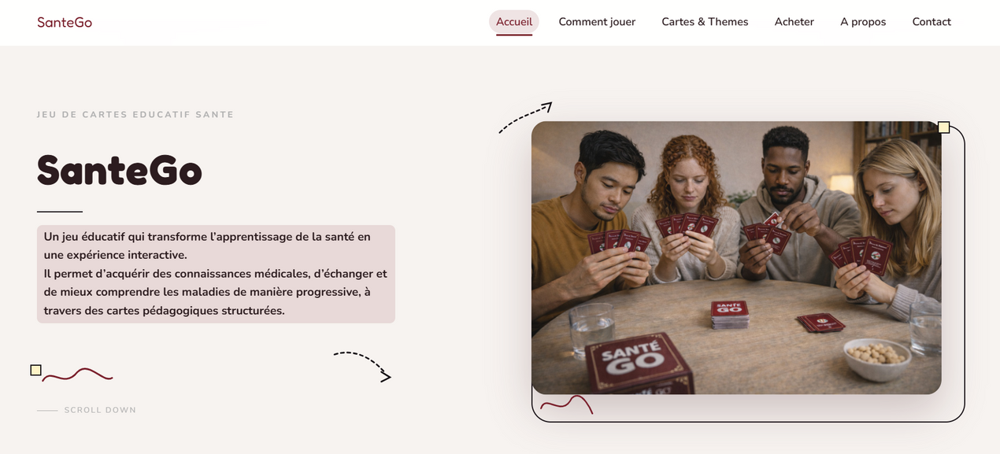 SanteGo
Accueil
Comment jouer
Cartes & Themes
Acheter
A propos
Contact
JEU DE CARTES EDUCATIF SANTE
SanteGo
Un jeu éducatif qui transforme l’apprentissage de la santé en
une expérience interactive.
Il permet d’acquérir des connaissances médicales, d’échanger et
de mieux comprendre les maladies de manière progressive, à
travers des cartes pédagogiques structurées.
SANTÉ
GO
SANTÉ
GO
SCROLL DOWN